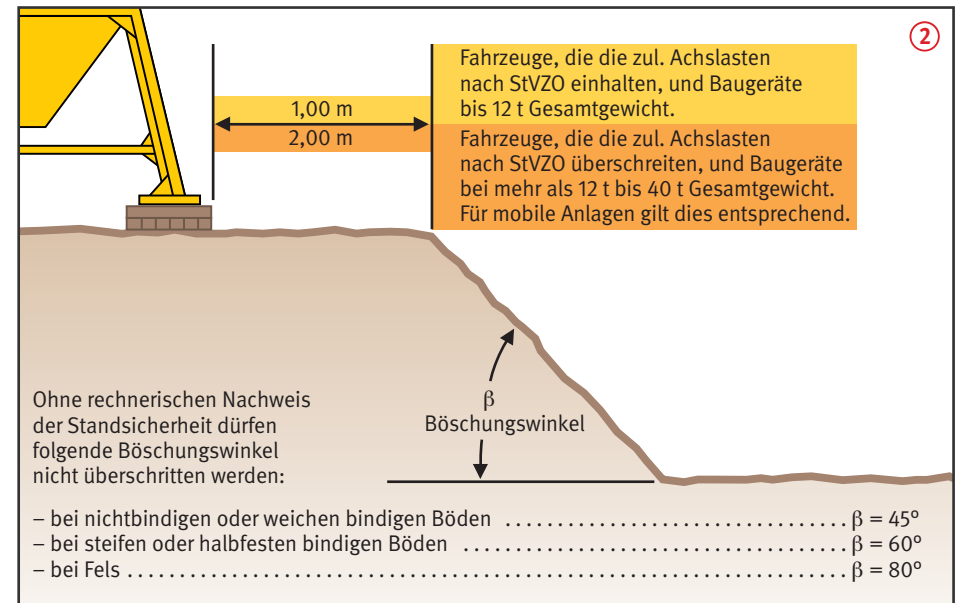 ②
Fahrzeuge, die die zul. Achslasten
nach StVZO einhalten, und Baugeräte
bis 12 t Gesamtgewicht.
1,00 m
2,00 m
Fahrzeuge, die die zul. Achslasten
nach StVZO überschreiten, und Baugeräte
bei mehr als 12 t bis 40 t Gesamtgewicht.
Für mobile Anlagen gilt dies entsprechend.
β
Böschungswinkel
Ohne rechnerischen Nachweis
der Standsicherheit dürfen
folgende Böschungswinkel
nicht überschritten werden:
– bei nichtbindigen oder weichen bindigen Böden ........................................ β = 45°
– bei steifen oder halbfesten bindigen Böden ............................................ β = 60°
– bei Fels .................................................................................... β = 80°